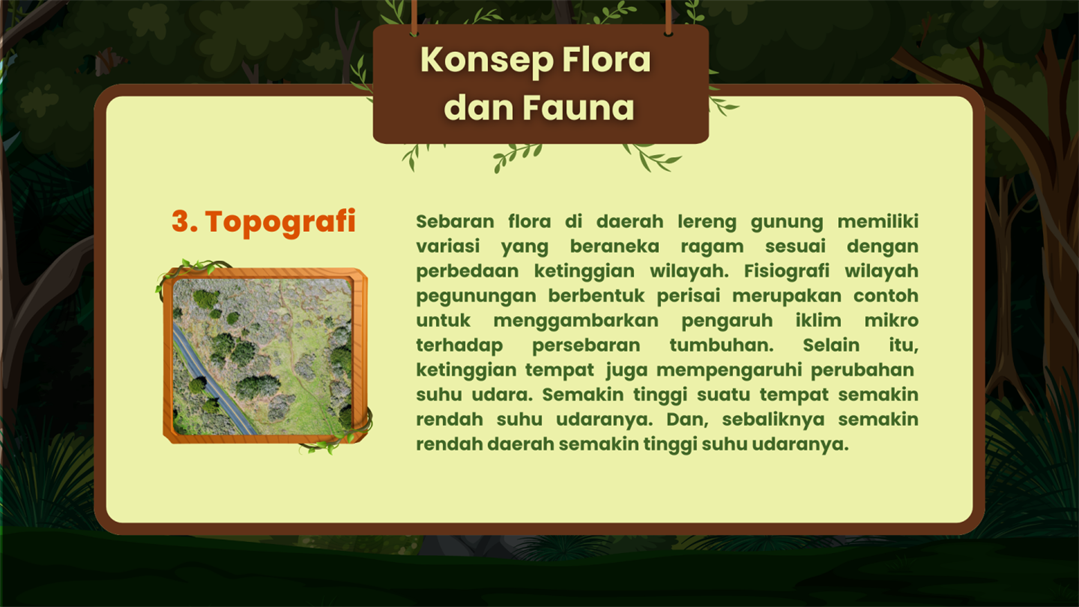 Konsep Flora
dan Fauna
3. Topografi
Sebaran flora di daerah lereng gunung memiliki
variasi yang beraneka ragam sesuai dengan
perbedaan ketinggian wilayah. Fisiografi wilayah
pegunungan berbentuk perisai merupakan contoh
untuk menggambarkan pengaruh iklim mikro
terhadap persebaran tumbuhan. Selain itu,
ketinggian tempat juga mempengaruhi perubahan
suhu udara. Semakin tinggi suatu tempat semakin
rendah suhu udaranya. Dan, sebaliknya semakin
rendah daerah semakin tinggi suhu udaranya.